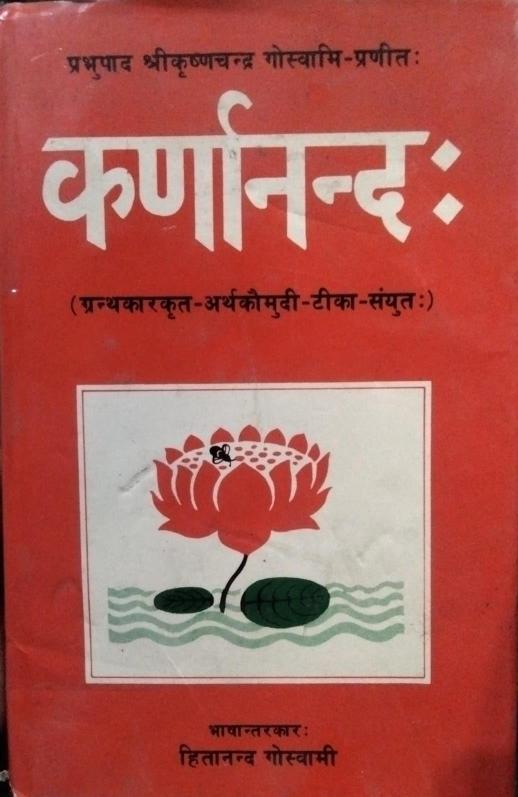 प्रभुपाद श्रीकृष्णचन्द्र गोस्वामि-प्रणीतः
कर्णानन्दः
(ग्रन्थकारकृत-अर्थकौमुदी-टीका-संयुतः)
भाषान्तरकारः
हितानन्द गोस्वामी